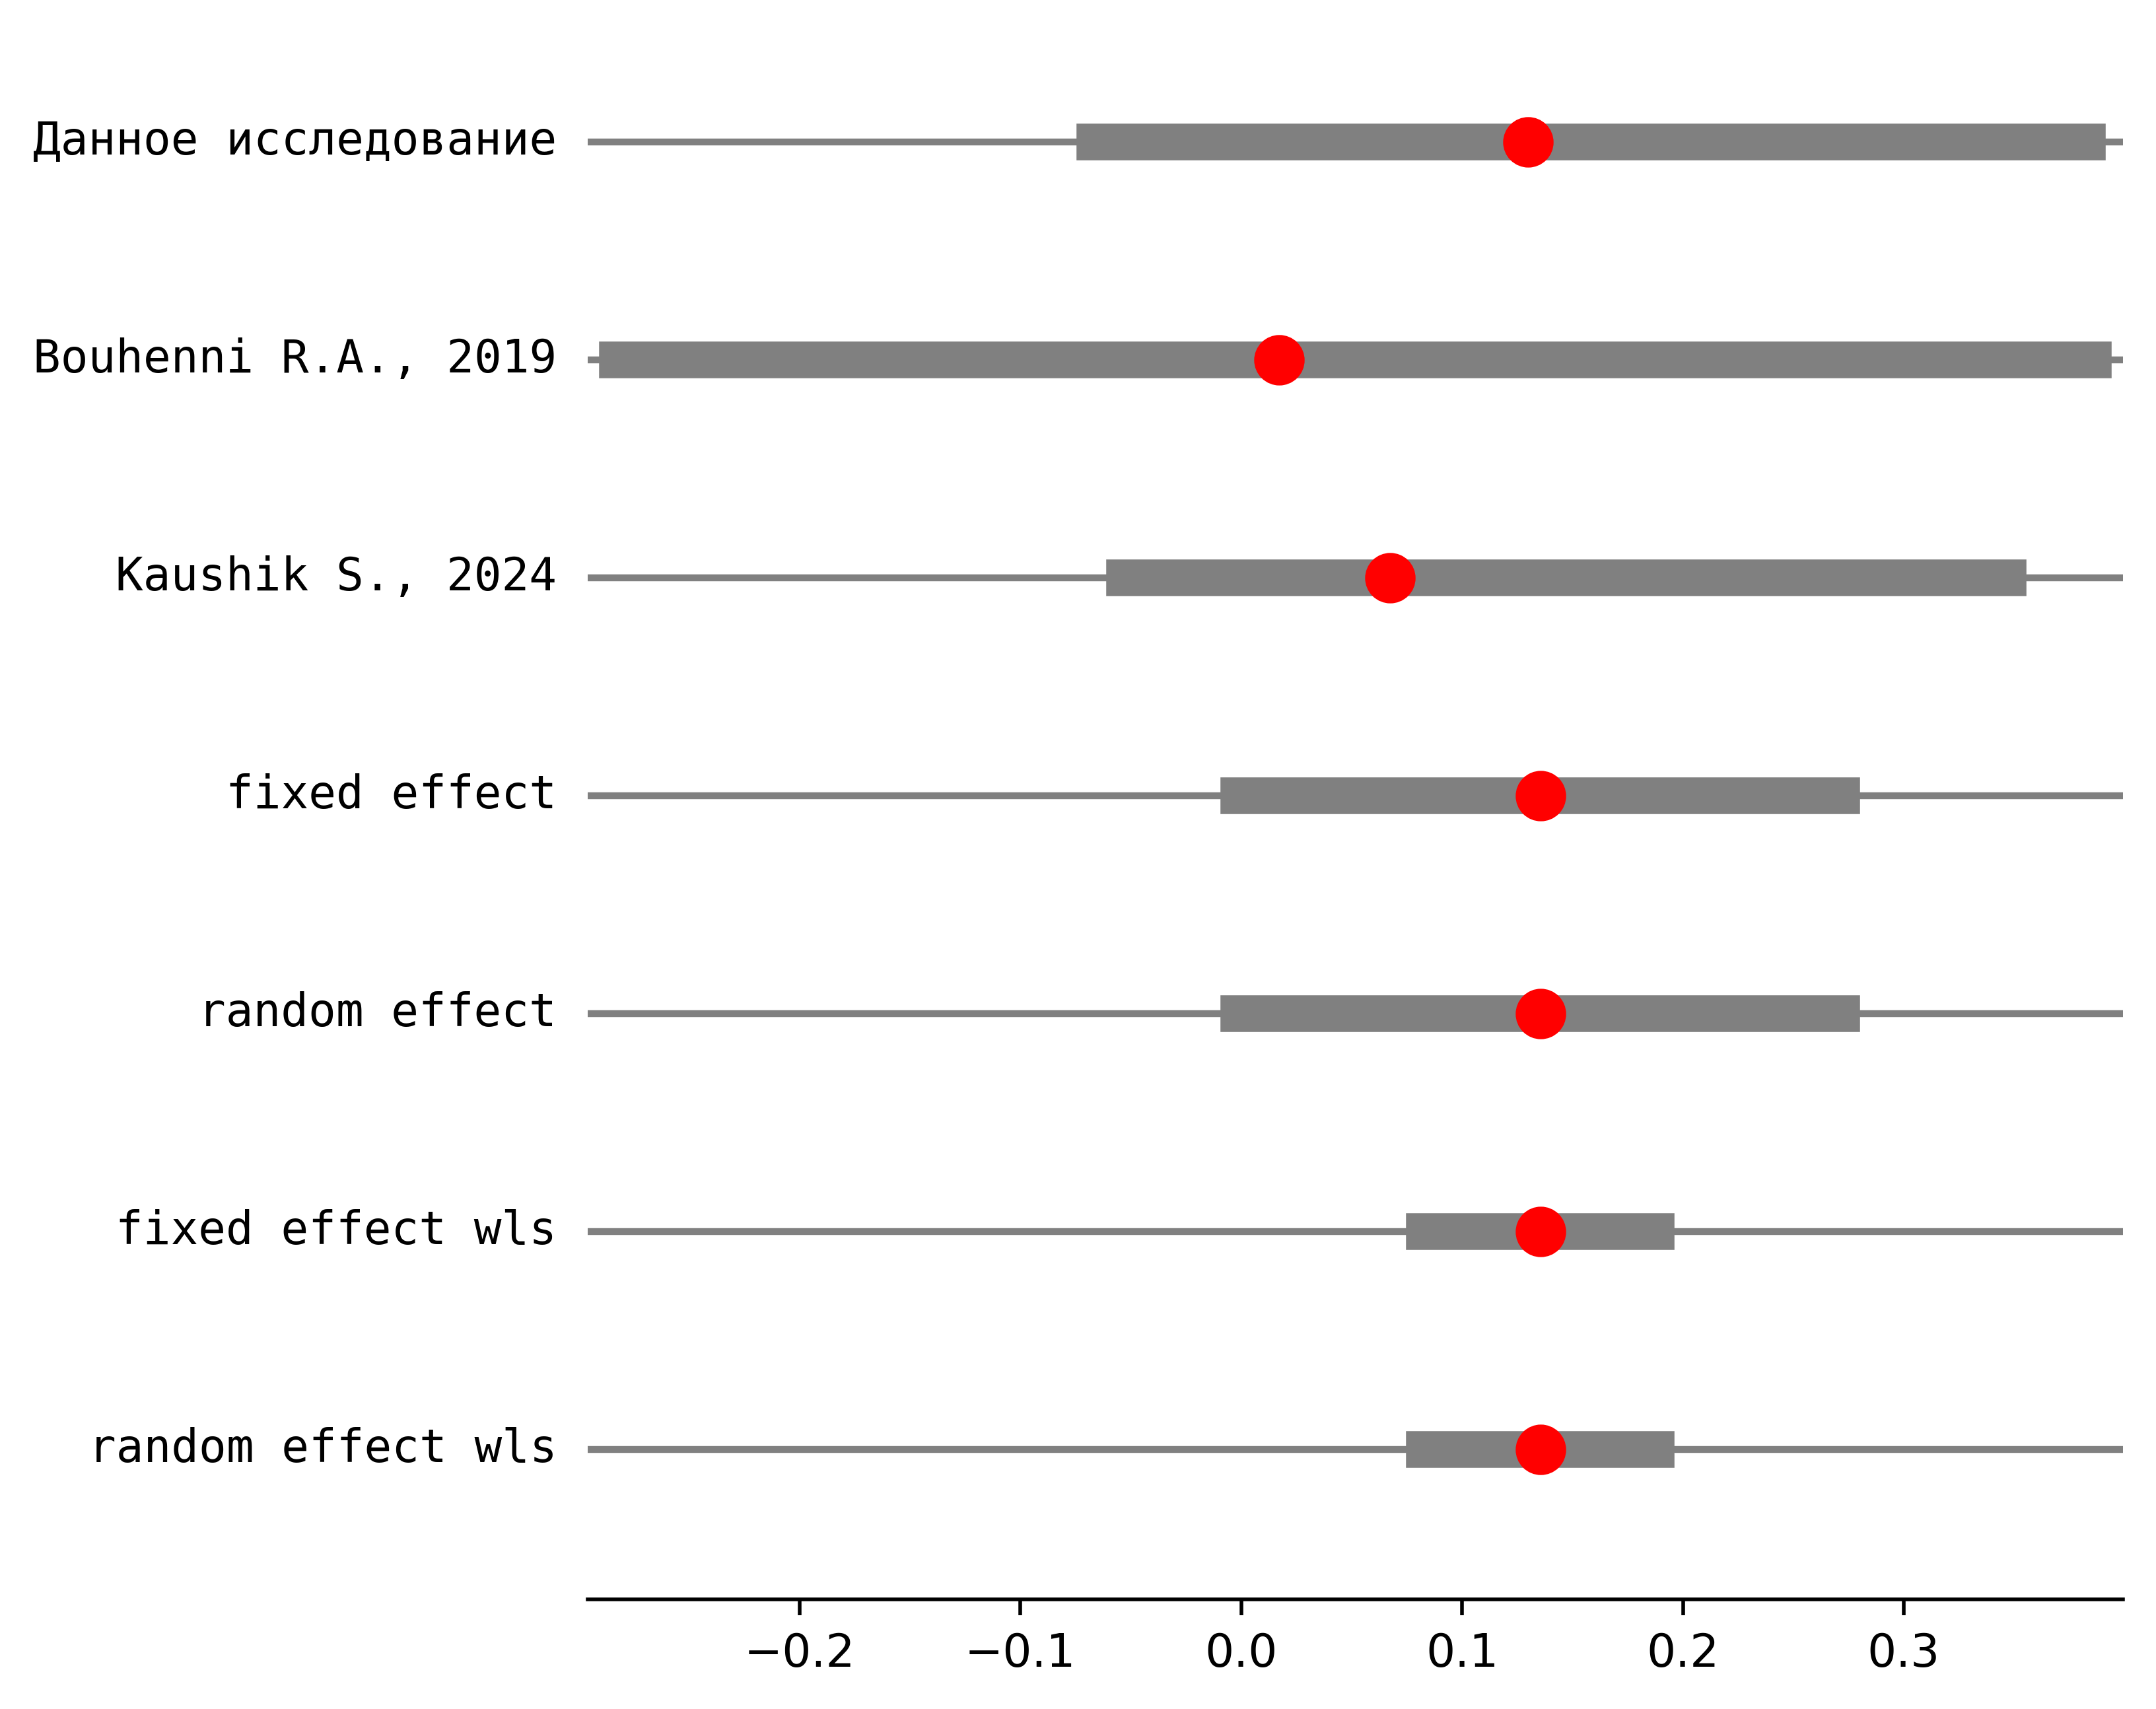 Данное исследование
Bouhenni R.A., 2019
Kaushik S., 2024
fixed effect
random effect
fixed effect wls
random effect wls
−0.2 −0.1 0.0 0.1 0.2 0.3